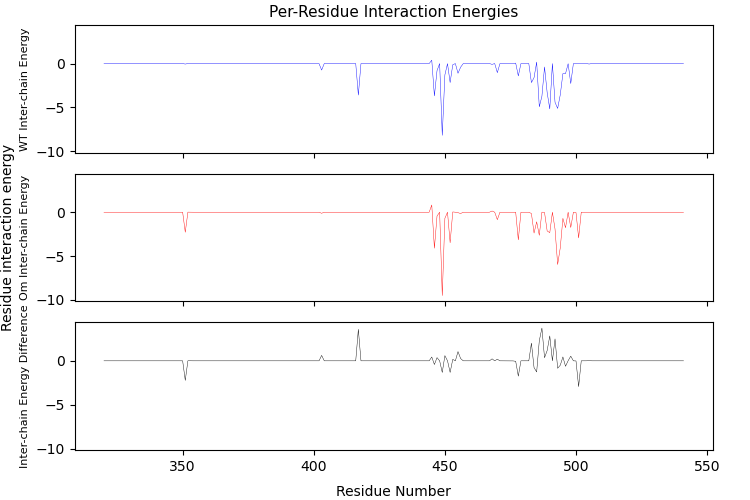 Per-Residue Interaction Energies
Residue interaction energy
WT Inter-chain Energy
0
−5
−10
Om Inter-chain Energy
0
−5
−10
Inter-chain Energy Difference
0
−5
−10
350
400
450
500
550
Residue Number